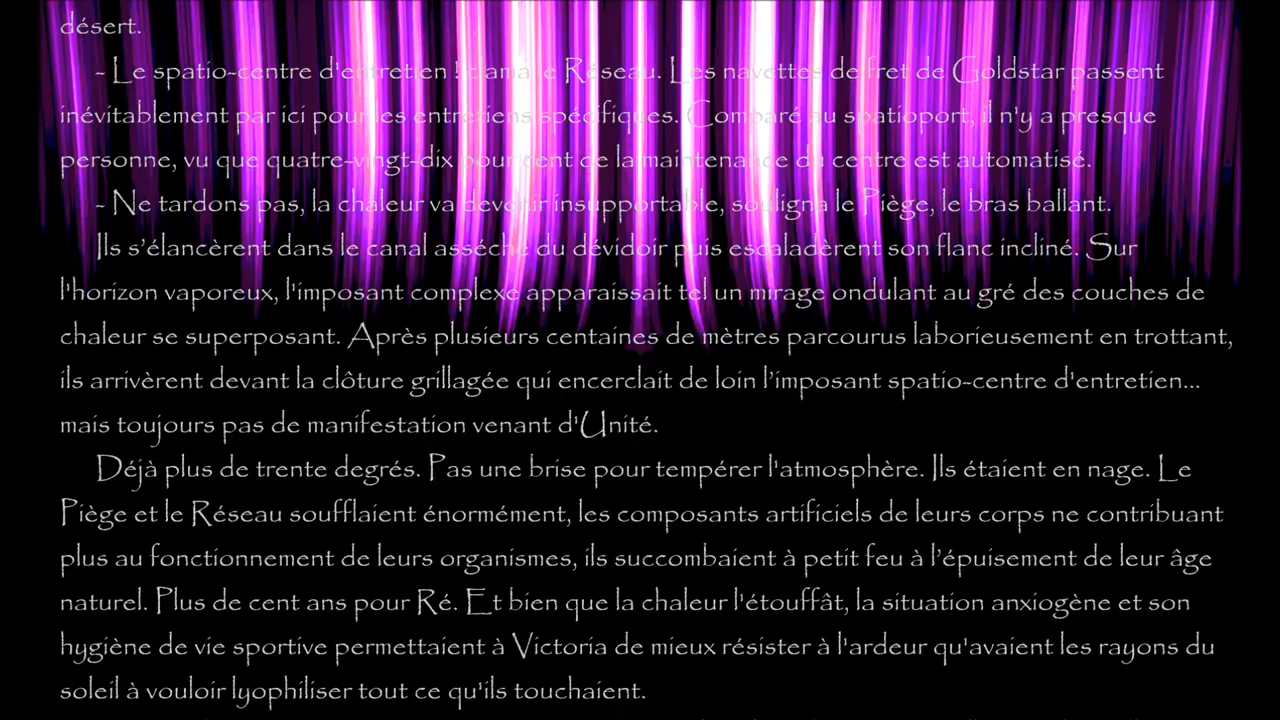 désert.
- Le spatio-centre d'entretien ! clama le Réseau. Les navettes de fret de Goldstar passent
inévitablement par ici pour les entretiens spécifiques. Comparé au spatioport, il n'y a presque
personne, vu que quatre-vingt-dix pour cent de la maintenance du centre est automatisé.
- Ne tardons pas, la chaleur va devenir insupportable, souligna le Piège, le bras ballant.
Ils s’élancèrent dans le canal asséché du dévidoir puis escaladèrent son flanc incliné. Sur
l'horizon vaporeux, l'imposant complexe apparaissait tel un mirage ondulant au gré des couches de
chaleur se superposant. Après plusieurs centaines de mètres parcourus laborieusement en trottant,
ils arrivèrent devant la clôture grillagée qui encerclait de loin l’imposant spatio-centre d'entretien...
mais toujours pas de manifestation venant d'Unité.
Déjà plus de trente degrés. Pas une brise pour tempérer l'atmosphère. Ils étaient en nage. Le
Piège et le Réseau soufflaient énormément, les composants artificiels de leurs corps ne contribuant
plus au fonctionnement de leurs organismes, ils succombaient à petit feu à l’épuisement de leur âge
naturel. Plus de cent ans pour Ré. Et bien que la chaleur l'étouffât, la situation anxiogène et son
hygiène de vie sportive permettaient à Victoria de mieux résister à l'ardeur qu'avaient les rayons du
soleil à vouloir lyophiliser tout ce qu'ils touchaient.